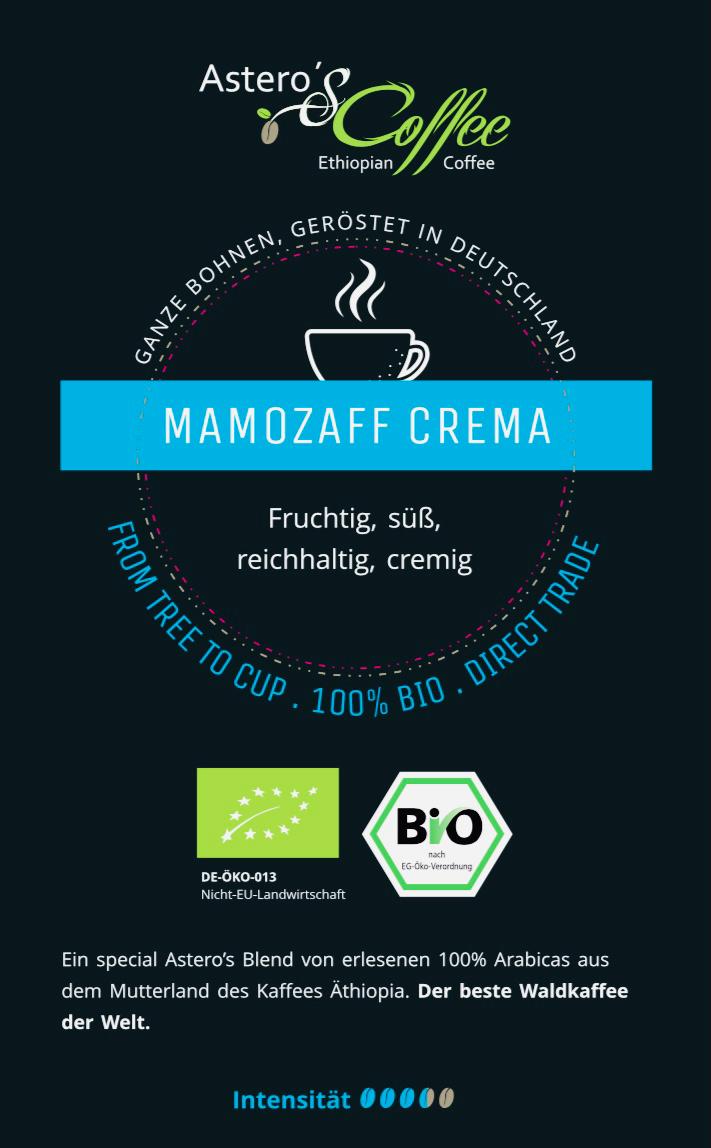 Astero´s Coffee
Ethiopian Coffee
GANZE BOHNEN, GERÖSTET IN DEUTSCHLAND
MAMOZAFF CREMA
Fruchtig, süß,
reichhaltig, cremig
FROM TREE TO CUP . 100% BIO . DIRECT TRADE
Bio
nach
EG-Öko-Verordnung
DE-ÖKO-013
Nicht-EU-Landwirtschaft
Ein special Astero’s Blend von erlesenen 100% Arabicas aus
dem Mutterland des Kaffees Äthiopia. Der beste Waldkaffee
der Welt.
Intensität